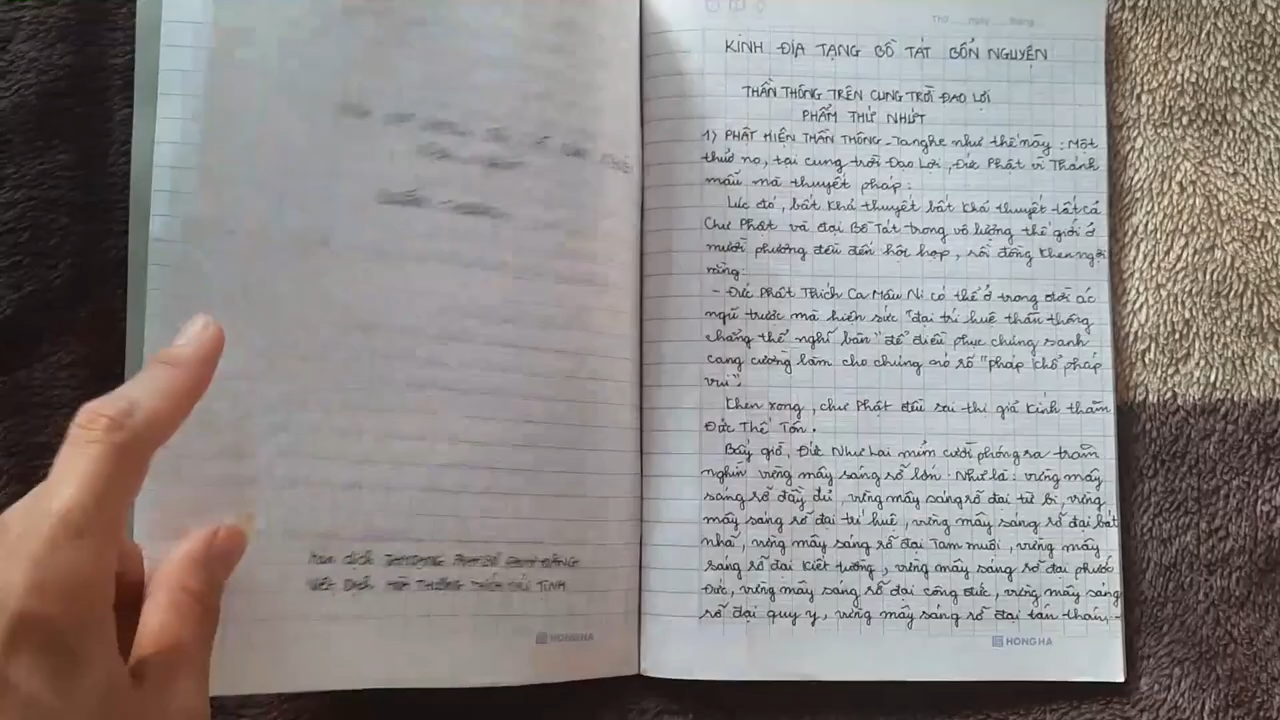 Hán dịch
Việt Dịch TỊNH
HONG HA
Thứ ngày tháng
KINH ĐỊA TẠNG BỒ TÁT BỔN NGUYỆN
THẦN THÔNG TRÊN CUNG TRỜI ĐAO LỢI
PHẨM THỨ NHỨT
1) PHẬT HIỆN THẦN THÔNG - Ta nghe như thế này: Một
thuở nọ, tại cung trời Đao Lợi, Đức Phật vì Thánh
mẫu mà thuyết pháp:
Lúc đó, bất khả thuyết bất khả thuyết tất cả
Chư Phật và đại Bồ Tát trong vô lượng thế giới ở
mười phương đều đến hội họp, rồi đồng khen ngợi
rằng:
- Đức Phật Thích Ca Mâu Ni có thể ở trong đời ác
ngũ trược mà hiển sức "đại trí huệ thần thông
chẳng thể nghĩ bàn" để điều phục chúng sanh
cang cường làm cho chúng nó rõ "pháp khổ pháp
vui".
Khen xong, chư Phật đều sai thị giả kính thăm
Đức Thế Tôn.
Bấy giờ, Đức Như Lai mỉm cười phóng ra trăm
nghìn vừng mây sáng rỡ lớn. Như là: vừng mây
sáng rỡ đầy đủ, vừng mây sáng rỡ đại từ bi, vừng
mây sáng rỡ đại trí huệ, vừng mây sáng rỡ đại bát
nhã, vừng mây sáng rỡ đại Tam muội, vừng mây
sáng rỡ đại kiết tường, vừng mây sáng rỡ đại phước
Đức, vừng mây sáng rỡ đại công đức, vừng mây sáng
rỡ đại quy y, vừng mây sáng rỡ đại tán thán, -
HONG HA